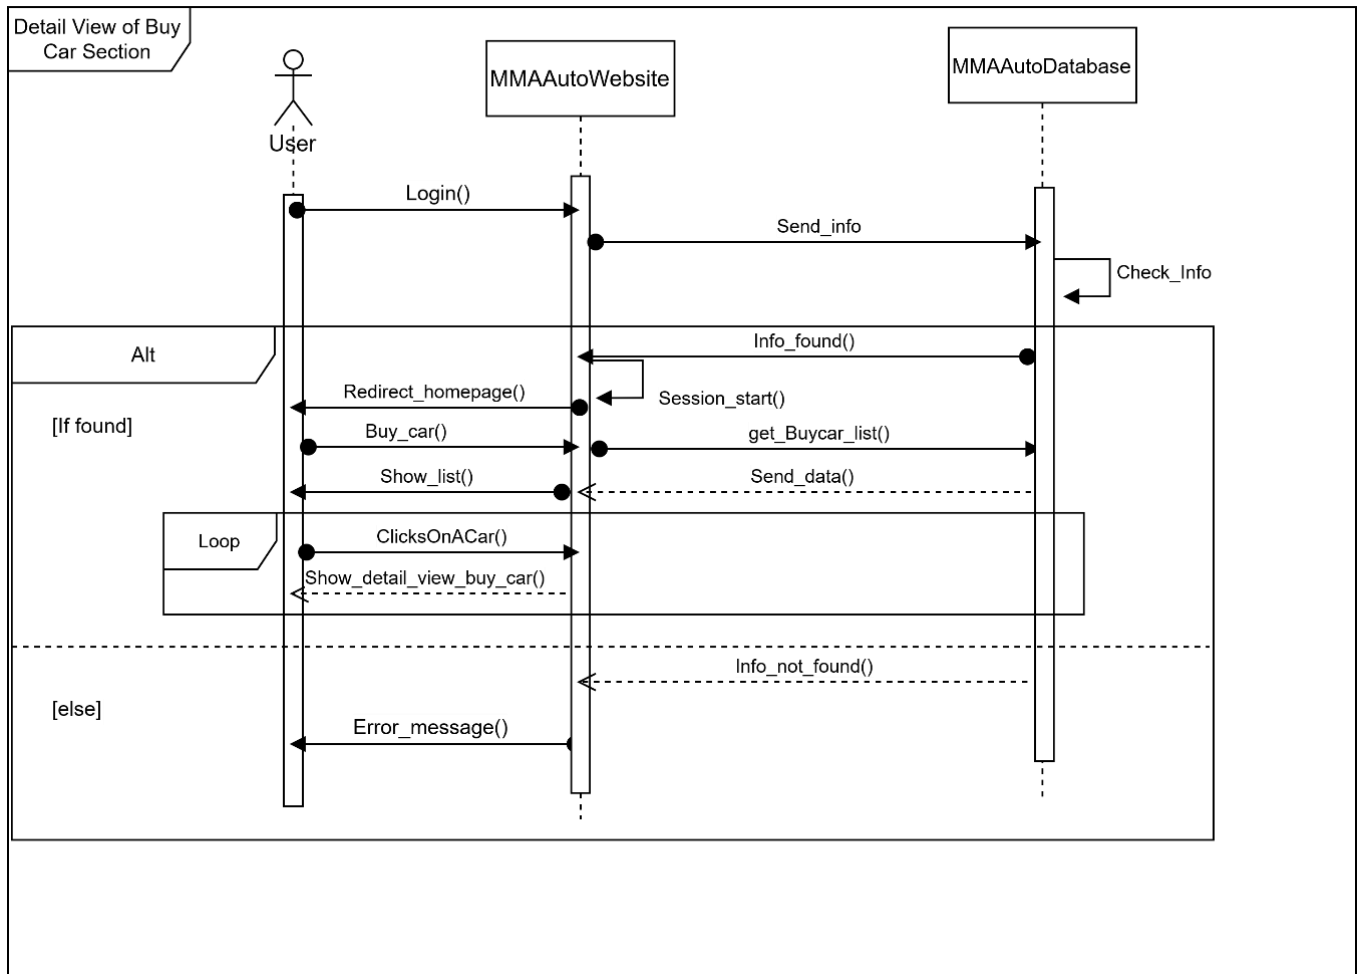 Detail View of Buy
Car Section
User
MMAAutoWebsite
MMAAutoDatabase
Login()
Send_info
Check_Info
Alt
Info_found()
Redirect_homepage()
Session_start()
[If found]
Buy_car()
get_Buycar_list()
Show_list()
Send_data()
Loop
ClicksOnACar()
Show_detail_view_buy_car()
Info_not_found()
[else]
Error_message()